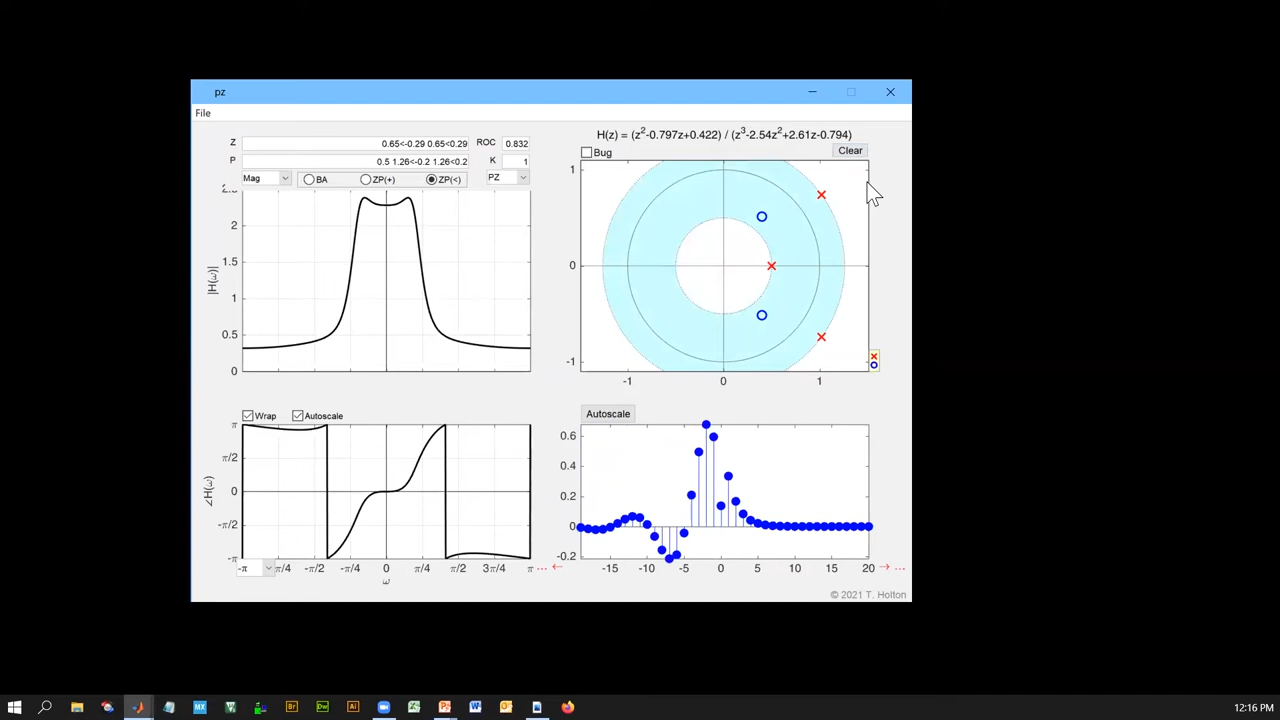 pz
File
Z 0.65<-0.29 0.65<0.29 ROC 0.832
P 0.5 1.26<-0.2 1.26<0.2 K 1
Mag BA ZP(+) ZP(<) PZ
H(z) = (z²-0.797z+0.422) / (z³-2.54z²+2.61z-0.794)
Bug Clear
2
1.5
1
0.5
0
|H(ω)|
1
0
-1
-1 0 1
Wrap Autoscale
π
π/2
0
-π/2
-π
∠H(ω)
-π π/4 -π/2 -π/4 0 π/4 π/2 3π/4 π ...
ω
Autoscale
0.6
0.4
0.2
0
-0.2
← -15 -10 -5 0 5 10 15 20 → ...
© 2021 T. Holton
MX Br Dw Ai
12:16 PM